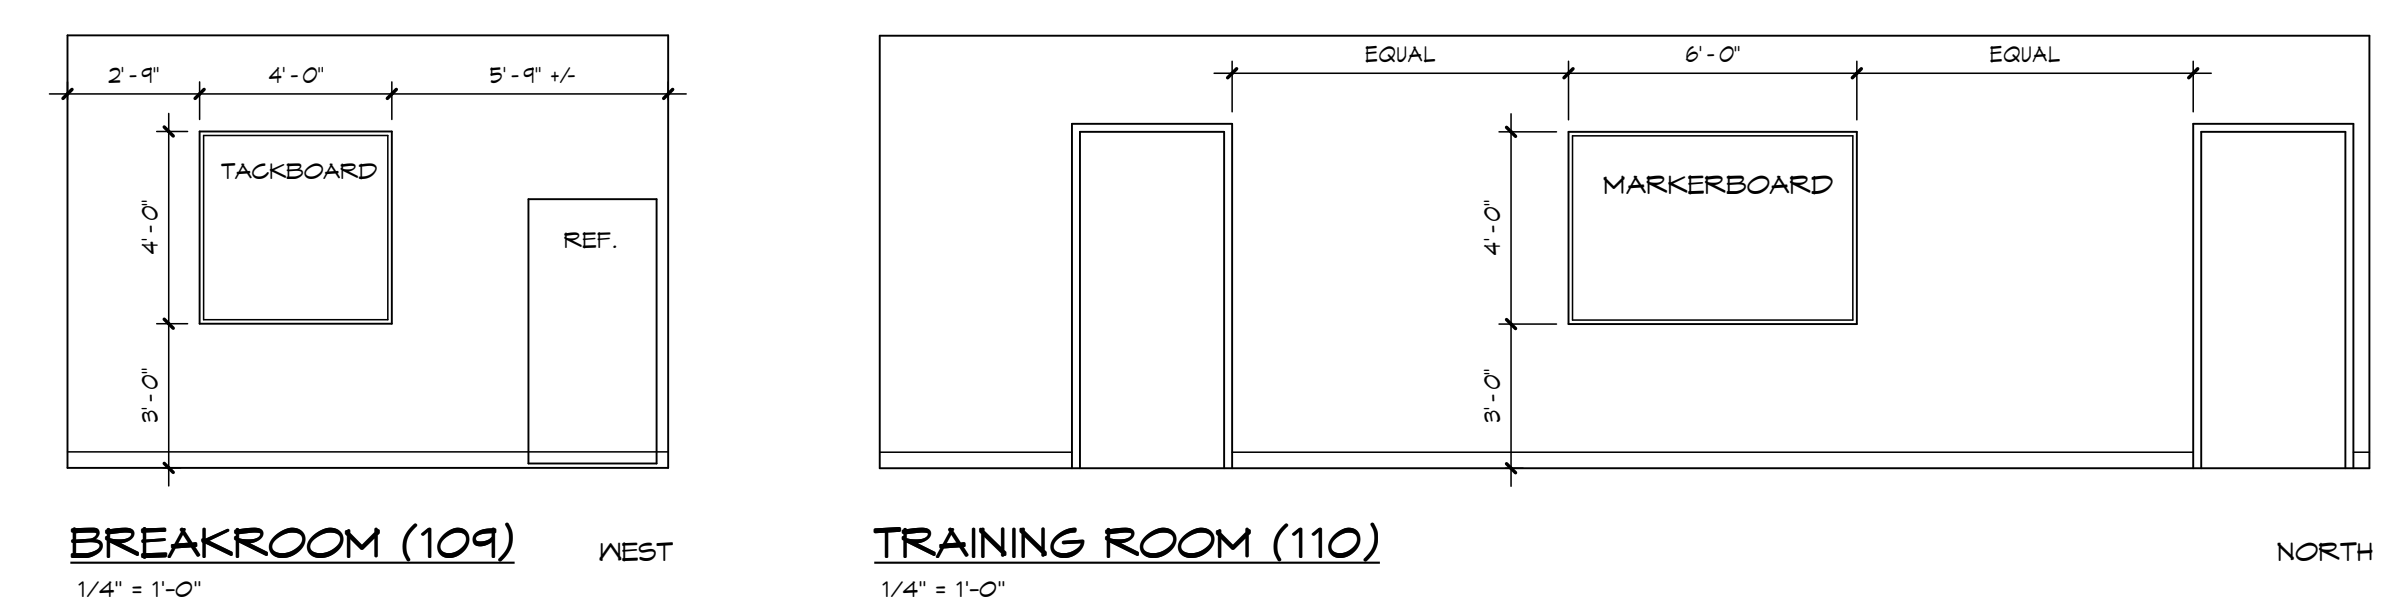 2'-9"
4'-0"
5'-9" +/-
TACKBOARD
4'-0"
REF.
3'-0"
BREAKROOM (109)
WEST
1/4" = 1'-0"
EQUAL
6'-0"
EQUAL
MARKERBOARD
4'-0"
3'-0"
TRAINING ROOM (110)
NORTH
1/4" = 1'-0"